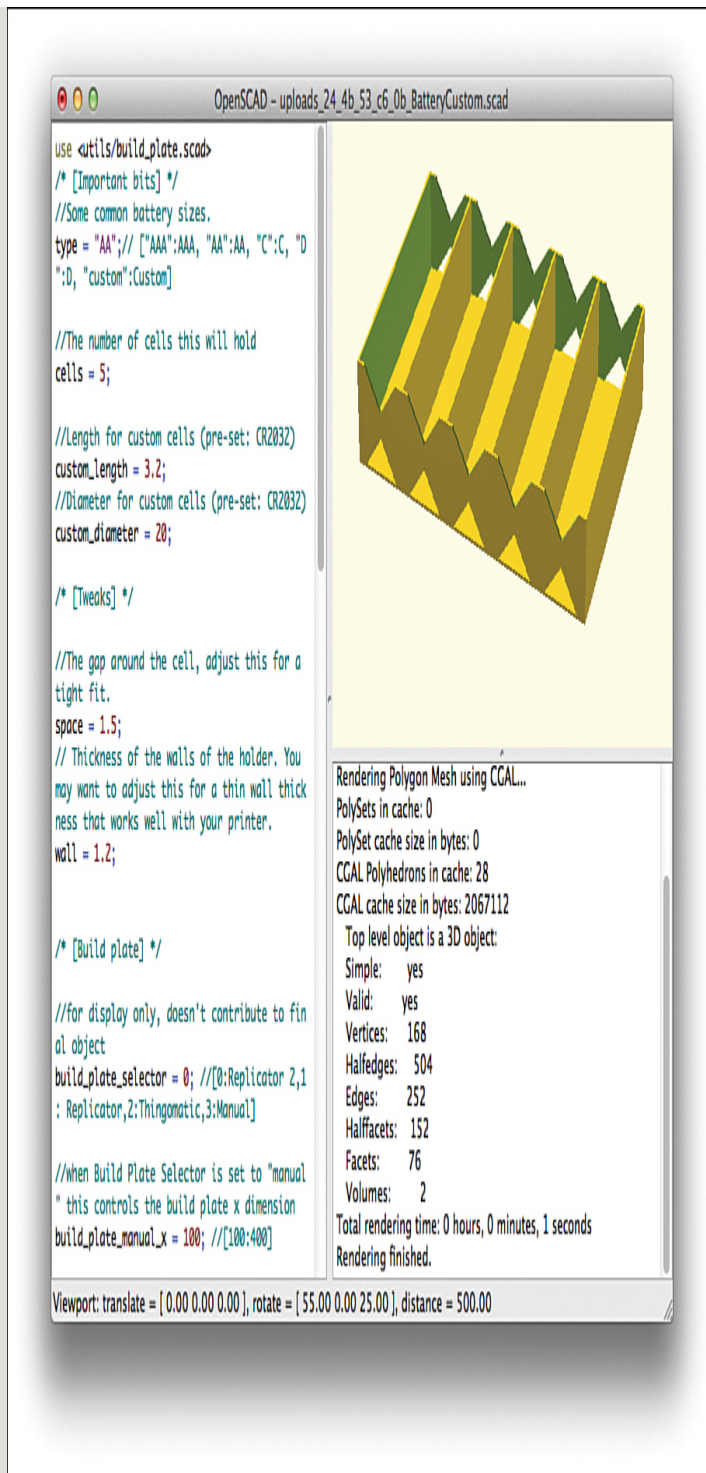 OpenSCAD – uploads_24_4b_53_c6_0b_BatteryCustom.scad
use <utils/build_plate.scad>
/* [Important bits] */
//Some common battery sizes.
type = "AA";// ["AAA":AAA, "AA":AA, "C":C, "D
":D, "custom":Custom]
//The number of cells this will hold
cells = 5;
//Length for custom cells (pre-set: CR2032)
custom_length = 3.2;
//Diameter for custom cells (pre-set: CR2032)
custom_diameter = 20;
/* [Tweaks] */
//The gap around the cell, adjust this for a
tight fit.
space = 1.5;
// Thickness of the walls of the holder. You
may want to adjust this for a thin wall thick
ness that works well with your printer.
wall = 1.2;
/* [Build plate] */
//for display only, doesn't contribute to fin
al object
build_plate_selector = 0; //[0:Replicator 2,1
: Replicator,2:Thingomatic,3:Manual]
//when Build Plate Selector is set to "manual
" this controls the build plate x dimension
build_plate_manual_x = 100; //[100:400]
Rendering Polygon Mesh using CGAL...
PolySets in cache: 0
PolySet cache size in bytes: 0
CGAL Polyhedrons in cache: 28
CGAL cache size in bytes: 2067112
Top level object is a 3D object:
Simple: yes
Valid: yes
Vertices: 168
Halfedges: 504
Edges: 252
Halffacets: 152
Facets: 76
Volumes: 2
Total rendering time: 0 hours, 0 minutes, 1 seconds
Rendering finished.
Viewport: translate = [ 0.00 0.00 0.00 ], rotate = [ 55.00 0.00 25.00 ], distance = 500.00